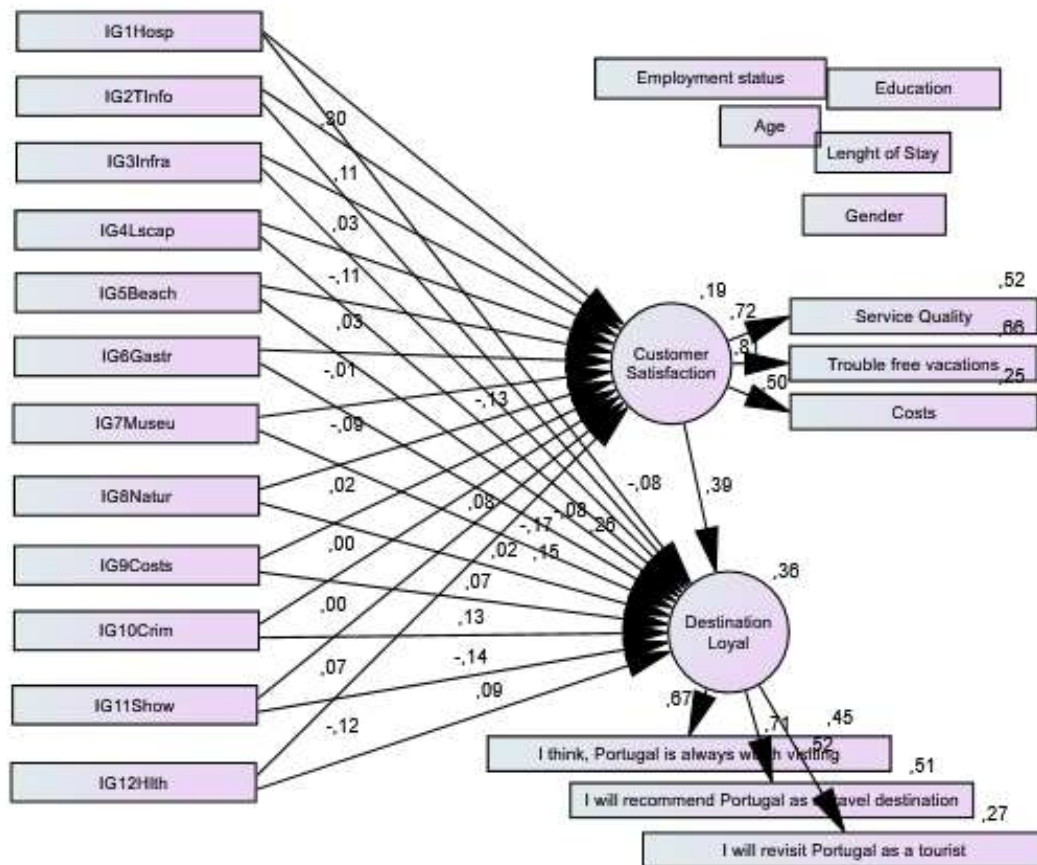 IG1Hosp
IG2TInfo
IG3Infra
IG4Lscap
IG5Beach
IG6Gastr
IG7Museu
IG8Natur
IG9Costs
IG10Crim
IG11Show
IG12Hlth
Employment status
Education
Age
Lenght of Stay
Gender
,30
,11
,03
-,11
,03
-,01
-,09
,02
,00
,00
,07
-,12
-,13
-,08
,08
-,17
-,08
,26
,02
,15
,07
,13
-,14
,09
,19
Customer
Satisfaction
,72
,50
,52
Service Quality
,66
Trouble free vacations
,25
Costs
,39
,36
Destination
Loyal
,67
,71
,52
,45
I think, Portugal is always worth visiting
,51
I will recommend Portugal as a travel destination
,27
I will revisit Portugal as a tourist